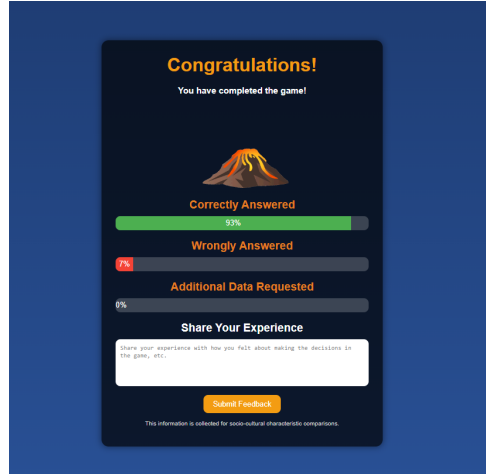 Congratulations!
You have completed the game!
Correctly Answered
93%
Wrongly Answered
7%
Additional Data Requested
0%
Share Your Experience
Share your experience with how you felt about making the decisions in
the game, etc.
Submit Feedback
This information is collected for socio-cultural characteristic comparisons.